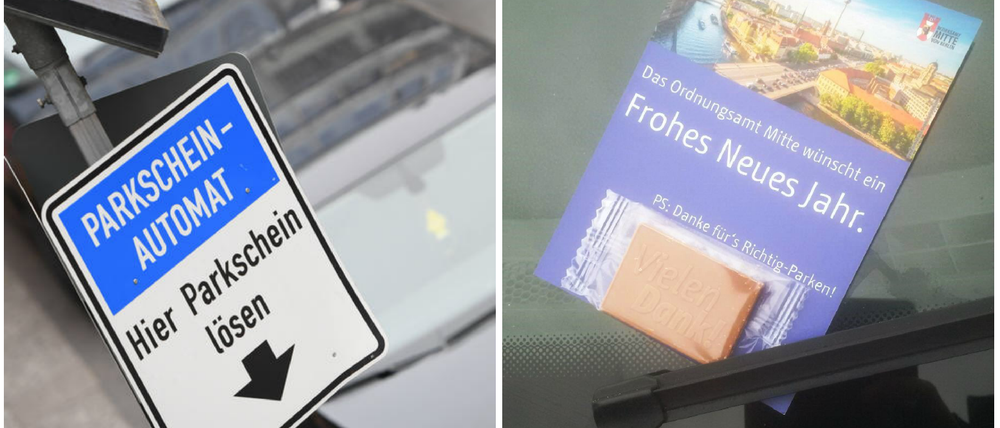 PARKSCHEIN-
AUTOMAT
Hier Parkschein
lösen
MITTE
Das Ordnungsamt Mitte wünscht ein
Frohes Neues Jahr.
PS: Danke für's Richtig-Parken!
Vielen
Dank!